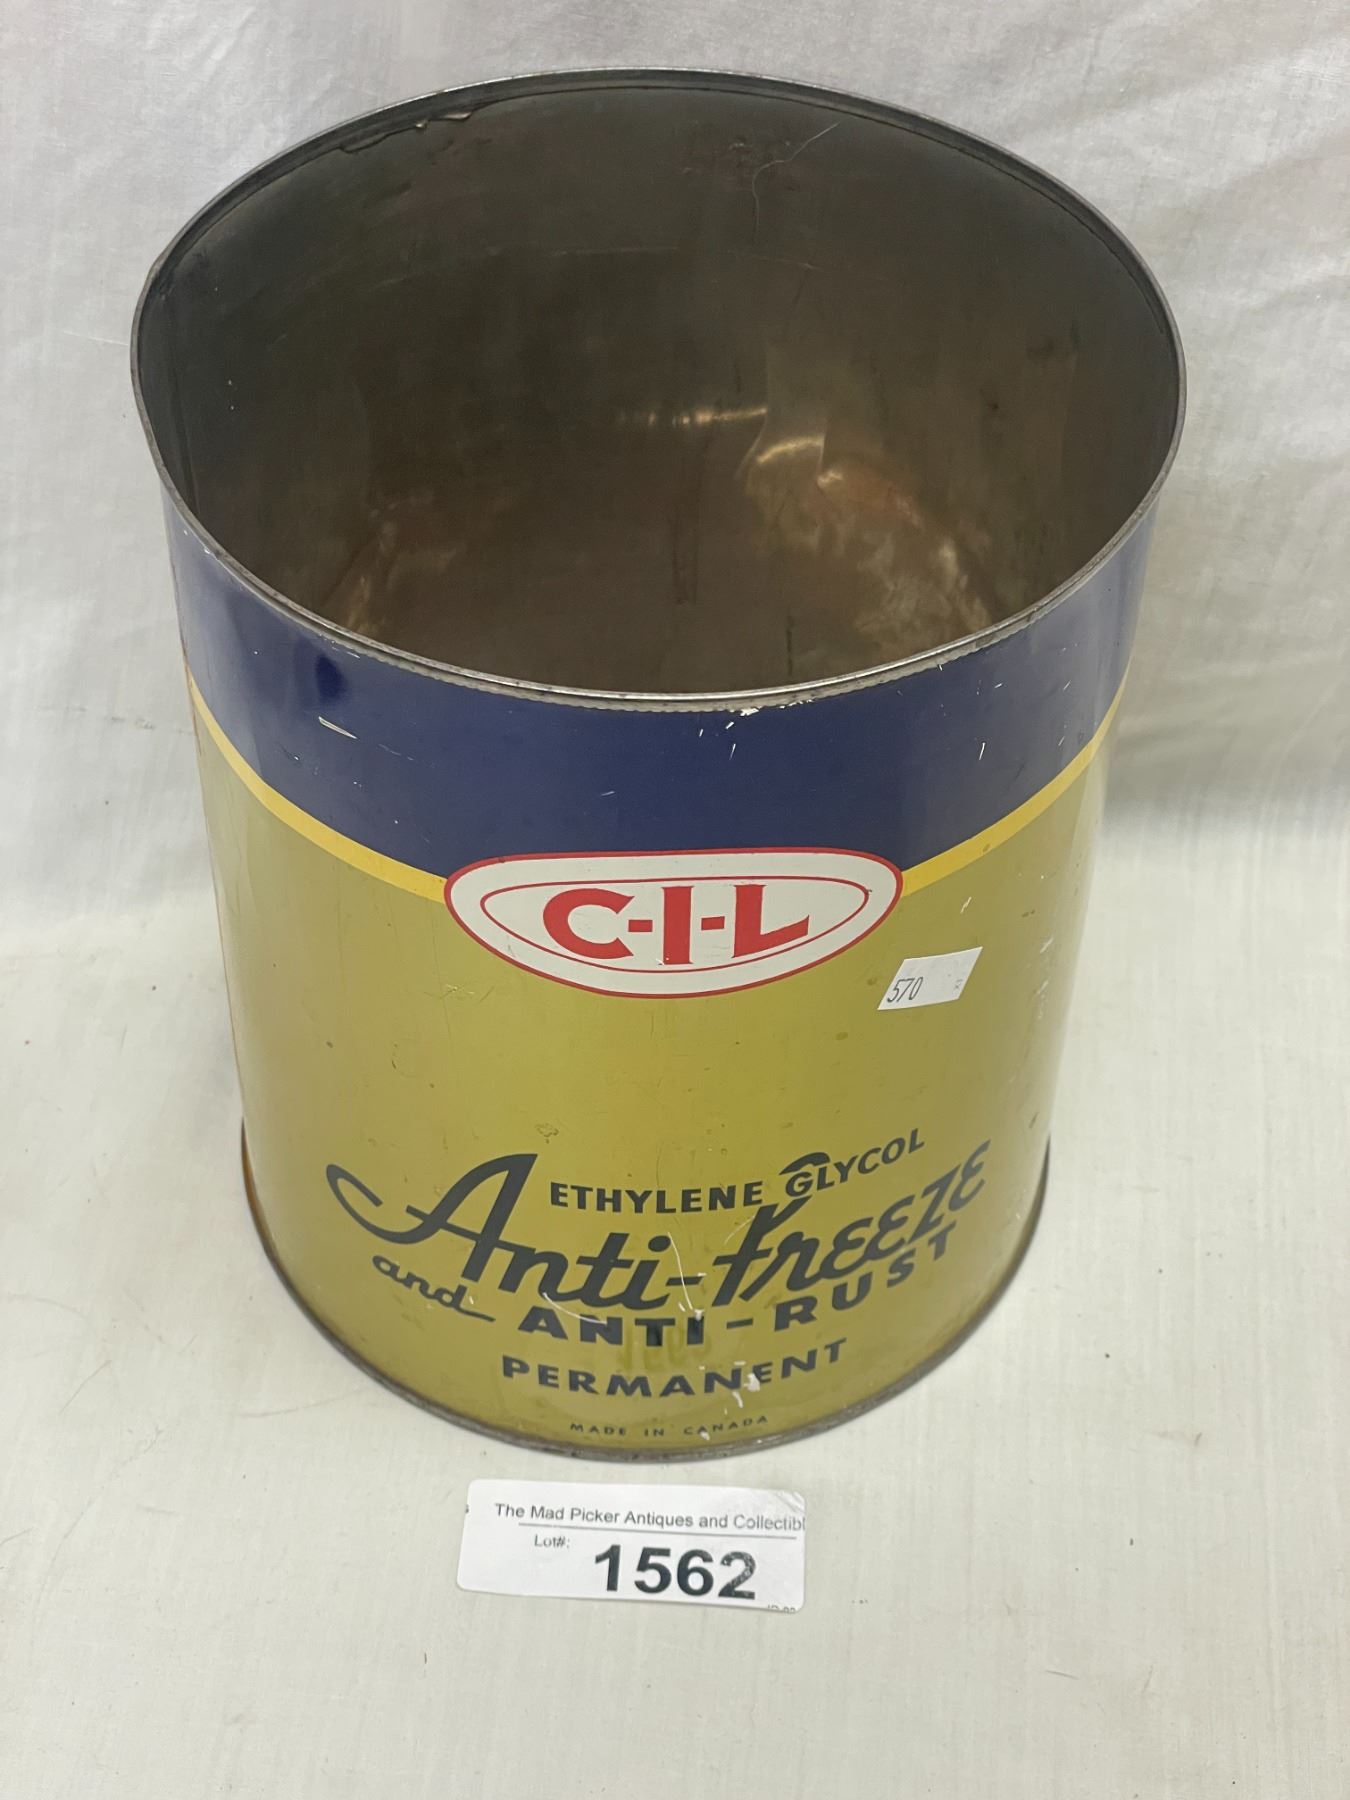 C-I-L
570
ETHYLENE GLYCOL
Anti-Freeze
and ANTI-RUST
PERMANENT
MADE IN CANADA
The Mad Picker Antiques and Collectibl
Lot#:
1562